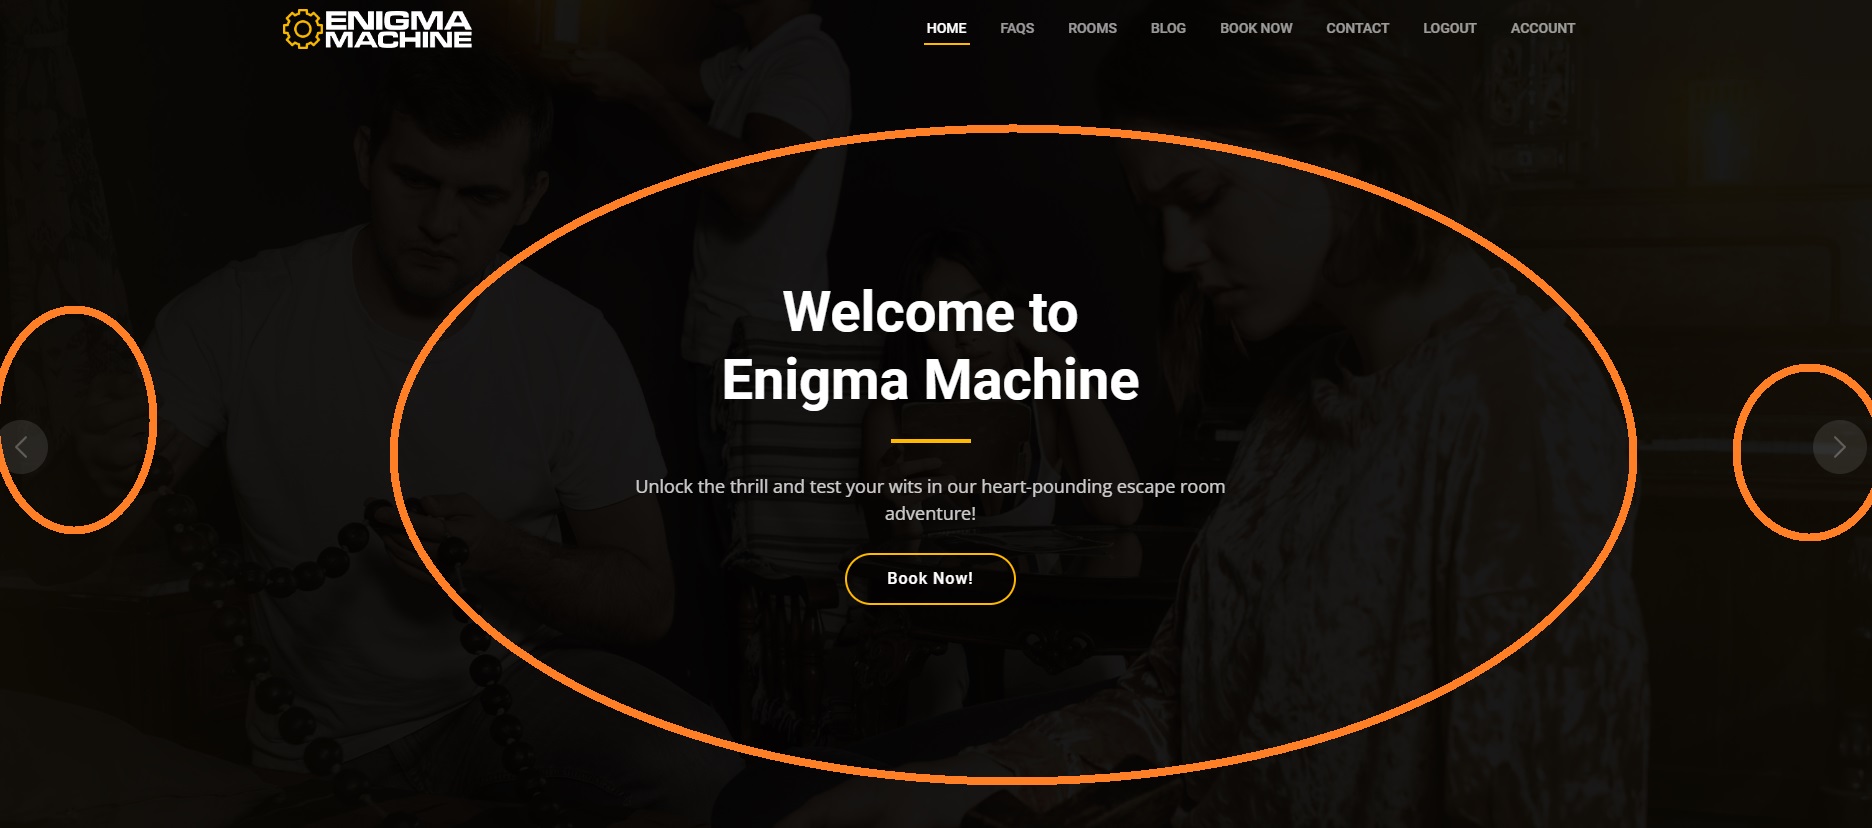 ENIGMA
MACHINE
HOME FAQS ROOMS BLOG BOOK NOW CONTACT LOGOUT ACCOUNT
Welcome to
Enigma Machine
Unlock the thrill and test your wits in our heart-pounding escape room
adventure!
Book Now!